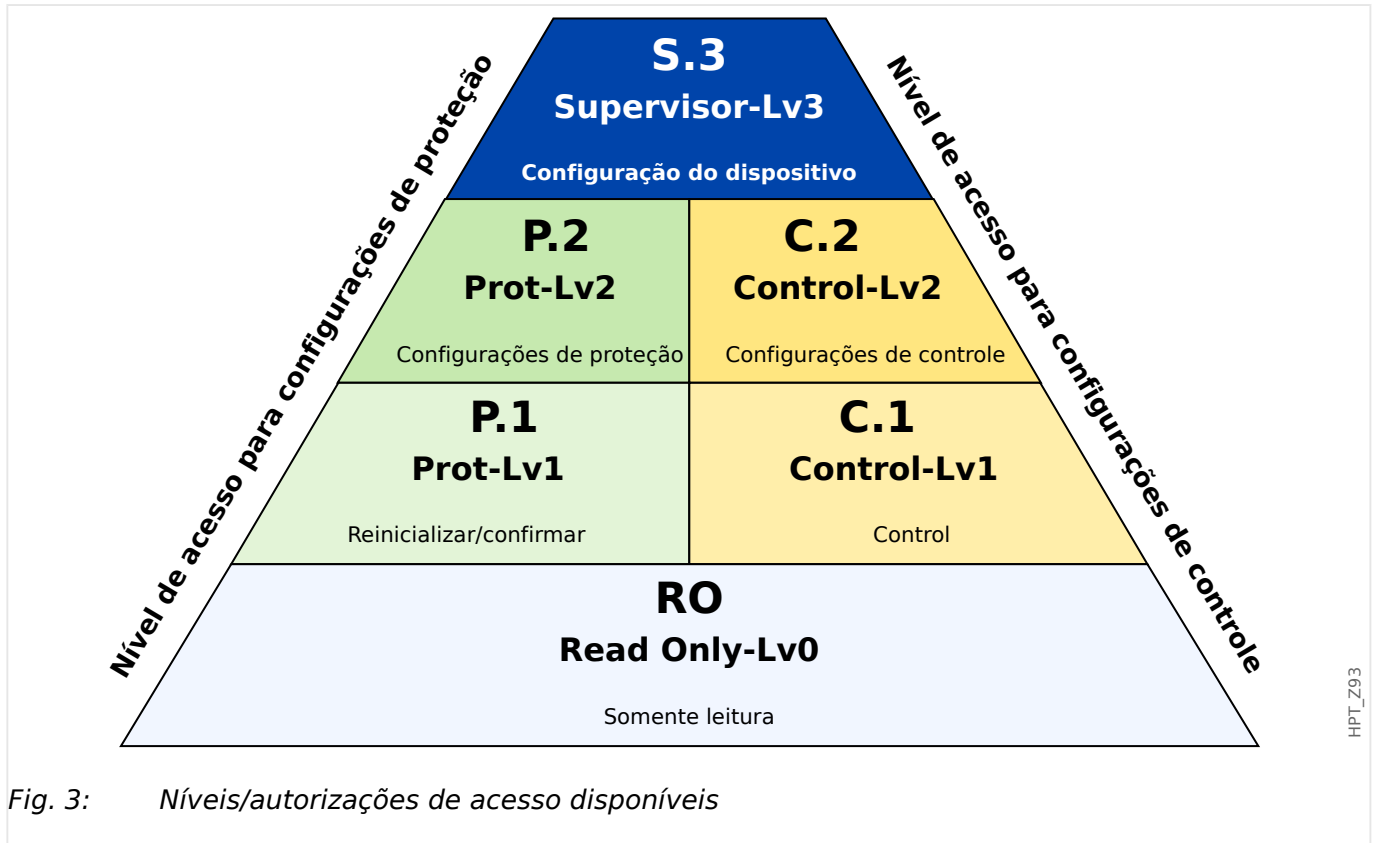 Nível de acesso para configurações de proteção
Nível de acesso para configurações de controle
S.3
Supervisor-Lv3
Configuração do dispositivo
P.2
Prot-Lv2
Configurações de proteção
C.2
Control-Lv2
Configurações de controle
P.1
Prot-Lv1
Reinicializar/confirmar
C.1
Control-Lv1
Control
RO
Read Only-Lv0
Somente leitura
HPT_Z93
Fig. 3: Níveis/autorizações de acesso disponíveis